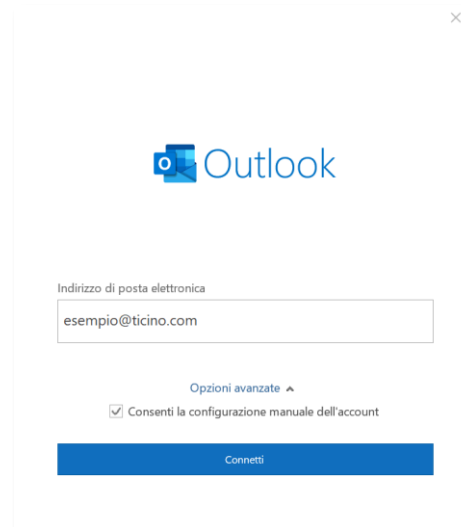 Outlook
Indirizzo di posta elettronica
esempio@ticino.com
Opzioni avanzate
Consenti la configurazione manuale dell'account
Connetti